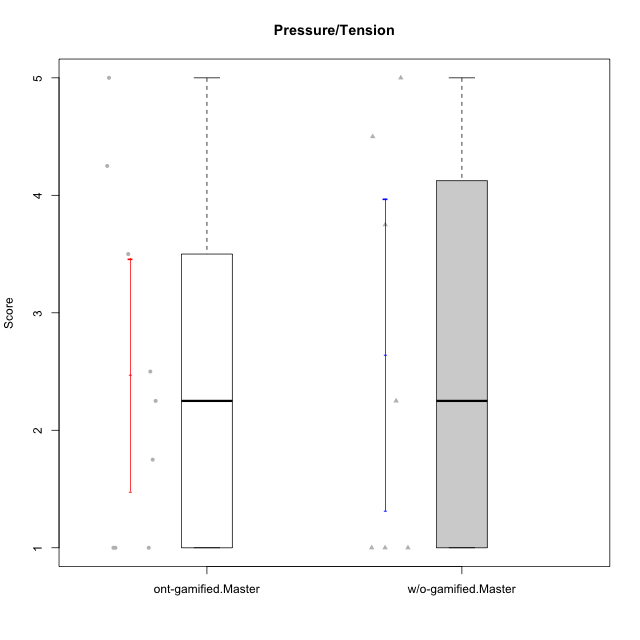 Pressure/Tension
5
4
3
2
1
Score
ont-gamified.Master
w/o-gamified.Master